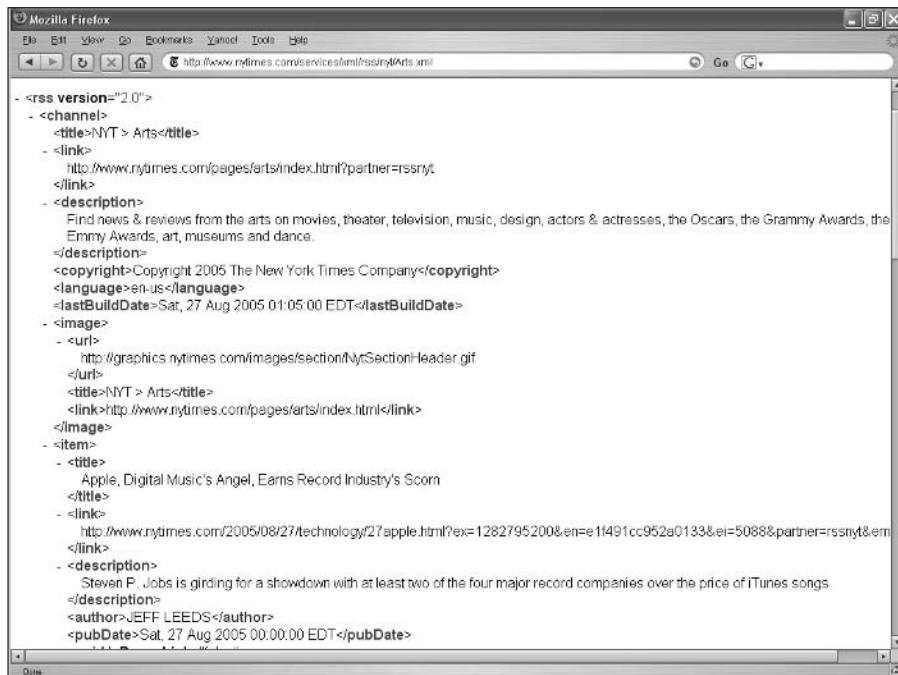 Mozilla Firefox
File Edit View Go Bookmarks Yahoo! Tools Help
http://www.nytimes.com/services/xml/rss/nyt/Arts.xml Go G
- <rss version="2.0">
- <channel>
<title>NYT > Arts</title>
- <link>
http://www.nytimes.com/pages/arts/index.html?partner=rssnyt
</link>
- <description>
Find news & reviews from the arts on movies, theater, television, music, design, actors & actresses, the Oscars, the Grammy Awards, the
Emmy Awards, art, museums and dance.
</description>
<copyright>Copyright 2005 The New York Times Company</copyright>
<language>en-us</language>
<lastBuildDate>Sat, 27 Aug 2005 01:05:00 EDT</lastBuildDate>
- <image>
- <url>
http://graphics.nytimes.com/images/section/NytSectionHeader.gif
</url>
<title>NYT > Arts</title>
<link>http://www.nytimes.com/pages/arts/index.html</link>
</image>
- <item>
- <title>
Apple, Digital Music's Angel, Earns Record Industry's Scorn
</title>
- <link>
http://www.nytimes.com/2005/08/27/technology/27apple.html?ex=1282795200&en=e1f491cc952a0133&ei=5088&partner=rssnyt&em
</link>
- <description>
Steven P. Jobs is girding for a showdown with at least two of the four major record companies over the price of iTunes songs.
</description>
<author>JEFF LEEDS</author>
<pubDate>Sat, 27 Aug 2005 00:00:00 EDT</pubDate>
Done